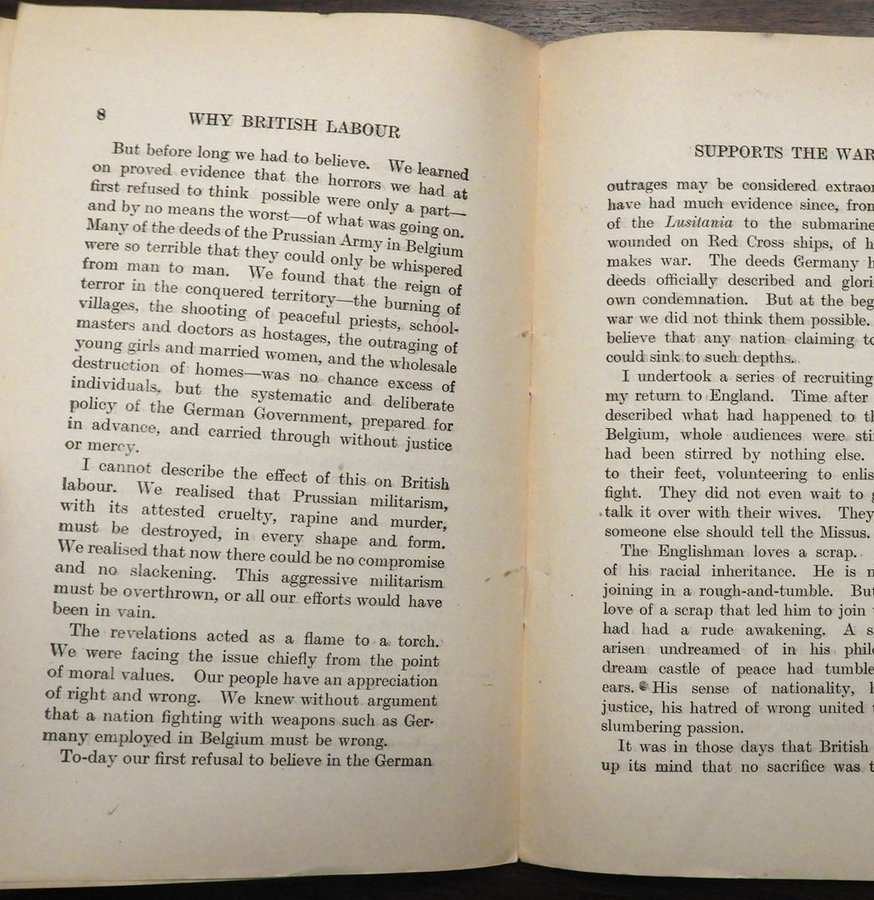 8
WHY BRITISH LABOUR
But before long we had to believe. We learned
on proved evidence that the horrors we had at
first refused to think possible were only a part—
and by no means the worst—of what was going on.
Many of the deeds of the Prussian Army in Belgium
were so terrible that they could only be whispered
from man to man. We found that the reign of
terror in the conquered territory—the burning of
villages, the shooting of peaceful priests, school-
masters and doctors as hostages, the outraging of
young girls and married women, and the wholesale
destruction of homes—was no chance excess of
individuals, but the systematic and deliberate
policy of the German Government, prepared for
in advance, and carried through without justice
or mercy.
I cannot describe the effect of this on British
labour. We realised that Prussian militarism,
with its attested cruelty, rapine and murder,
must be destroyed, in every shape and form.
We realised that now there could be no compromise
and no slackening. This aggressive militarism
must be overthrown, or all our efforts would have
been in vain.
The revelations acted as a flame to a torch.
We were facing the issue chiefly from the point
of moral values. Our people have an appreciation
of right and wrong. We knew without argument
that a nation fighting with weapons such as Ger-
many employed in Belgium must be wrong.
To-day our first refusal to believe in the German
SUPPORTS THE WAR
outrages may be considered
have had much evidence since,
of the Lusitania to the submarine
wounded on Red Cross ships, of
makes war. The deeds Germany
deeds officially described and
own condemnation. But at the
war we did not think them possible.
believe that any nation claiming
could sink to such depths.
I undertook a series of recruiting
my return to England. Time after
described what had happened to
Belgium, whole audiences were
had been stirred by nothing else.
to their feet, volunteering to
fight. They did not even wait to
talk it over with their wives. They
someone else should tell the Missus.
The Englishman loves a scrap.
of his racial inheritance. He is
joining in a rough-and-tumble.
love of a scrap that led him to join
had had a rude awakening. A
arisen undreamed of in his
dream castle of peace had
ears. His sense of nationality,
justice, his hatred of wrong united
slumbering passion.
It was in those days that British
up its mind that no sacrifice was